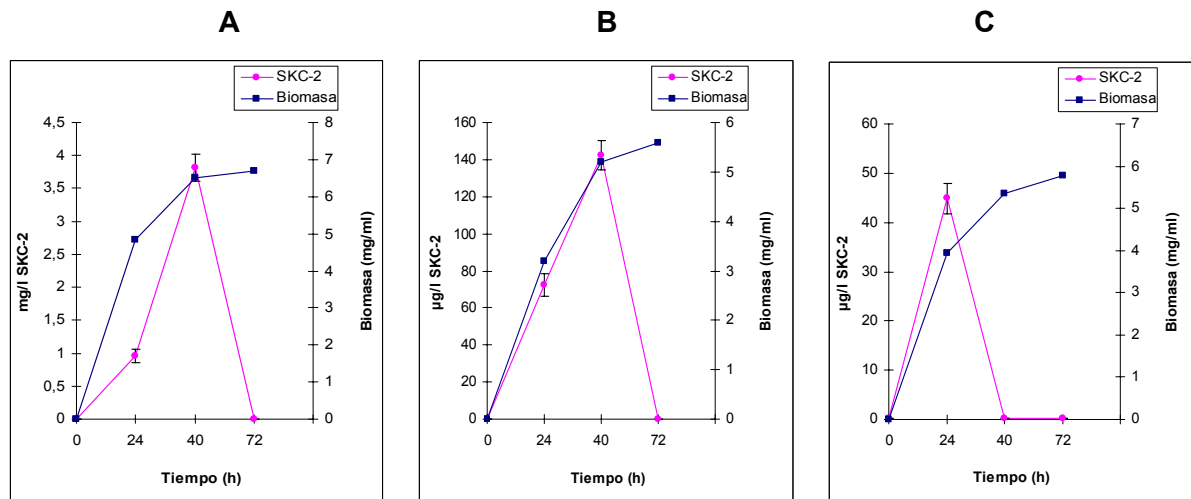 A
B
C
SKC-2
Biomasa
4,5
4
3,5
3
2,5
2
1,5
1
0,5
0
mg/l SKC-2
8
7
6
5
4
3
2
1
0
Biomasa (mg/ml)
0 24 40 72
Tiempo (h)
SKC-2
Biomasa
160
140
120
100
80
60
40
20
0
µg/l SKC-2
6
5
4
3
2
1
0
Biomasa (mg/ml)
0 24 40 72
Tiempo (h)
SKC-2
Biomasa
60
50
40
30
20
10
0
µg/l SKC-2
7
6
5
4
3
2
1
0
Biomasa (mg/ml)
0 24 40 72
Tiempo (h)